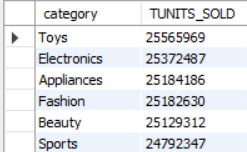 category TUNITS_SOLD
Toys 25565969
Electronics 25372487
Appliances 25184186
Fashion 25182630
Beauty 25129312
Sports 24792347